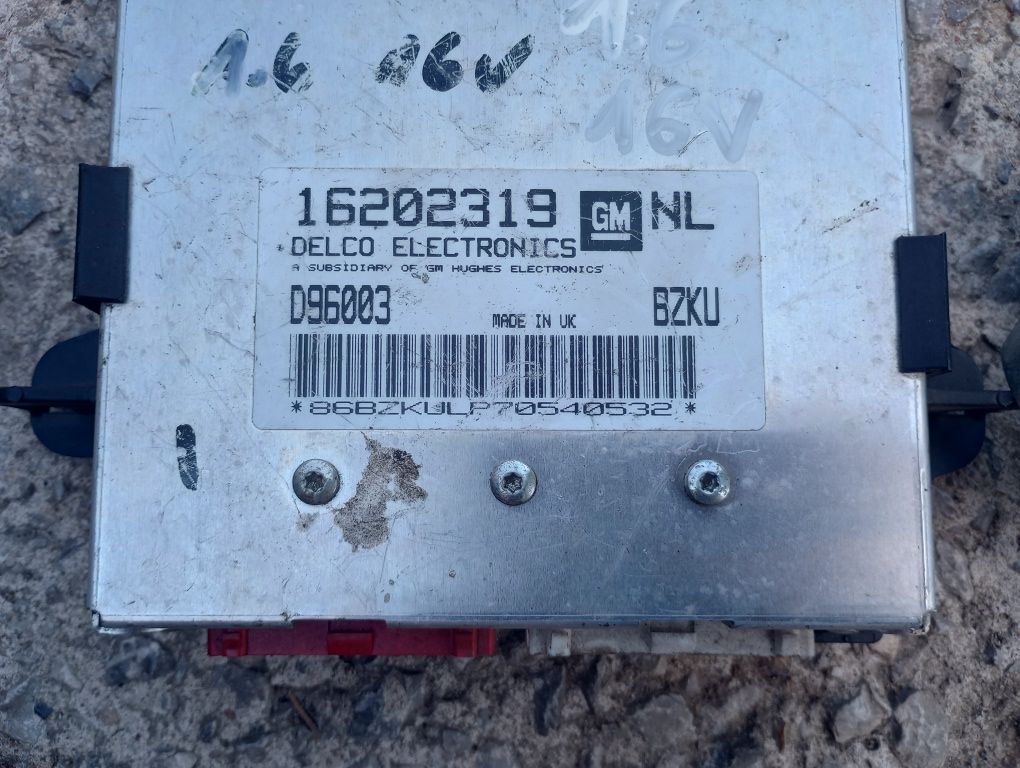 1.6 16v
1.6
16V
16202319 GM NL
DELCO ELECTRONICS
A SUBSIDIARY OF GM HUGHES ELECTRONICS
D96003 MADE IN UK BZKU
*86BZKULP70540532*
1